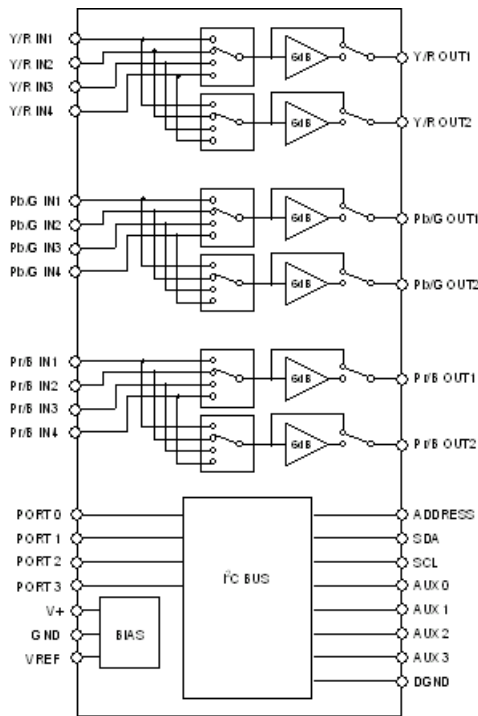 Y/R IN1
Y/R IN2
Y/R IN3
Y/R IN4
6dB
6dB
Y/R OUT1
Y/R OUT2
Pb/G IN1
Pb/G IN2
Pb/G IN3
Pb/G IN4
6dB
6dB
Pb/G OUT1
Pb/G OUT2
Pr/B IN1
Pr/B IN2
Pr/B IN3
Pr/B IN4
6dB
6dB
Pr/B OUT1
Pr/B OUT2
PORT 0
PORT 1
PORT 2
PORT 3
V+
GND
VREF
BIAS
I²C BUS
ADDRESS
SDA
SCL
AUX 0
AUX 1
AUX 2
AUX 3
DGND